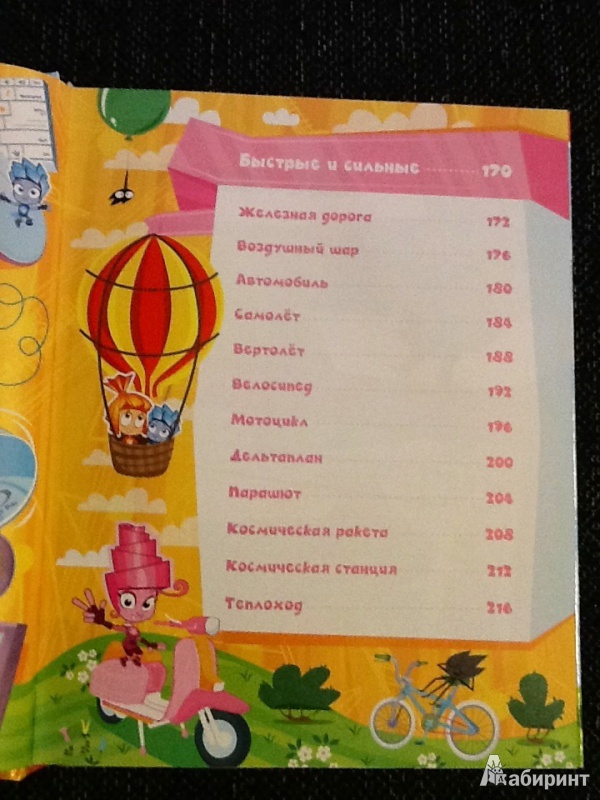 Быстрые и сильные 170
Железная дорога 172
Воздушный шар 176
Автомобиль 180
Самолёт 184
Вертолёт 188
Велосипед 192
Мотоцикл 196
Дельтаплан 200
Парашют 204
Космическая ракета 208
Космическая станция 212
Теплоход 216
Лабиринт